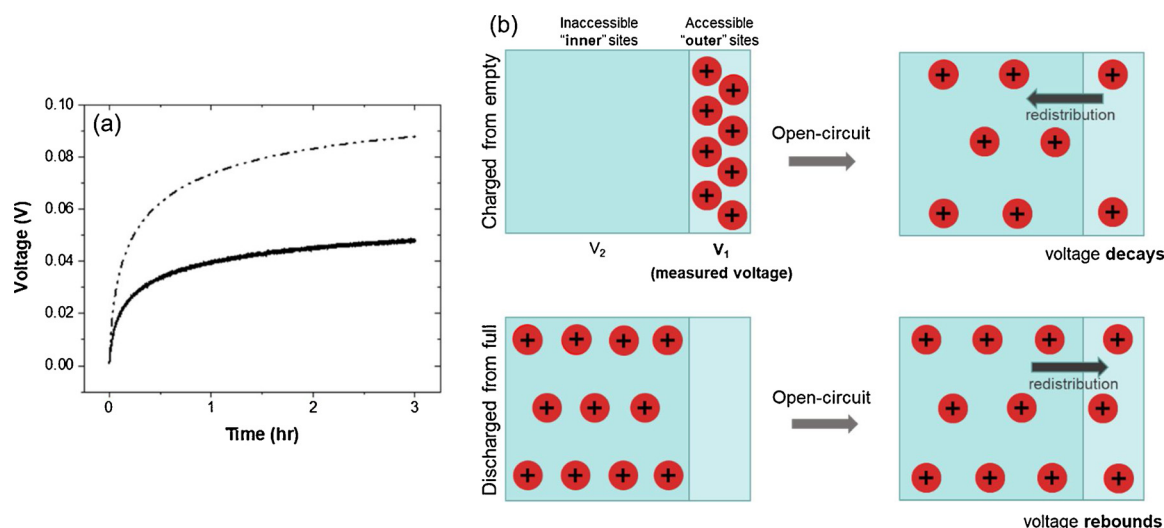 (a)
0.10
0.08
0.06
0.04
0.02
0.00
Voltage (V)
0
1
2
3
Time (hr)
(b)
Inaccessible
"inner" sites
Accessible
"outer" sites
Charged from empty
+ + + + + + + +
V2
V1
(measured voltage)
Open-circuit
+ + +
redistribution
+ +
+ + +
voltage decays
Discharged from full
+ + + +
+ + +
+ + + +
Open-circuit
+ + + +
redistribution
+ + +
+ + + +
voltage rebounds